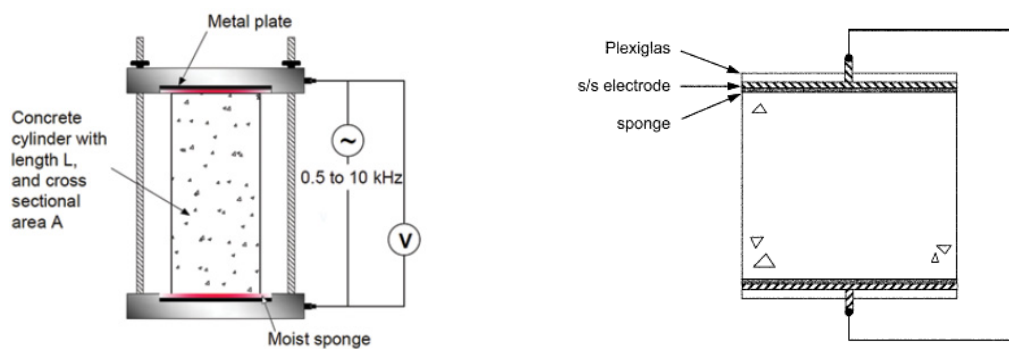 Metal plate
Concrete
cylinder with
length L,
and cross
sectional
area A
~
0.5 to 10 kHz
V
Moist sponge
Plexiglas
s/s electrode
sponge